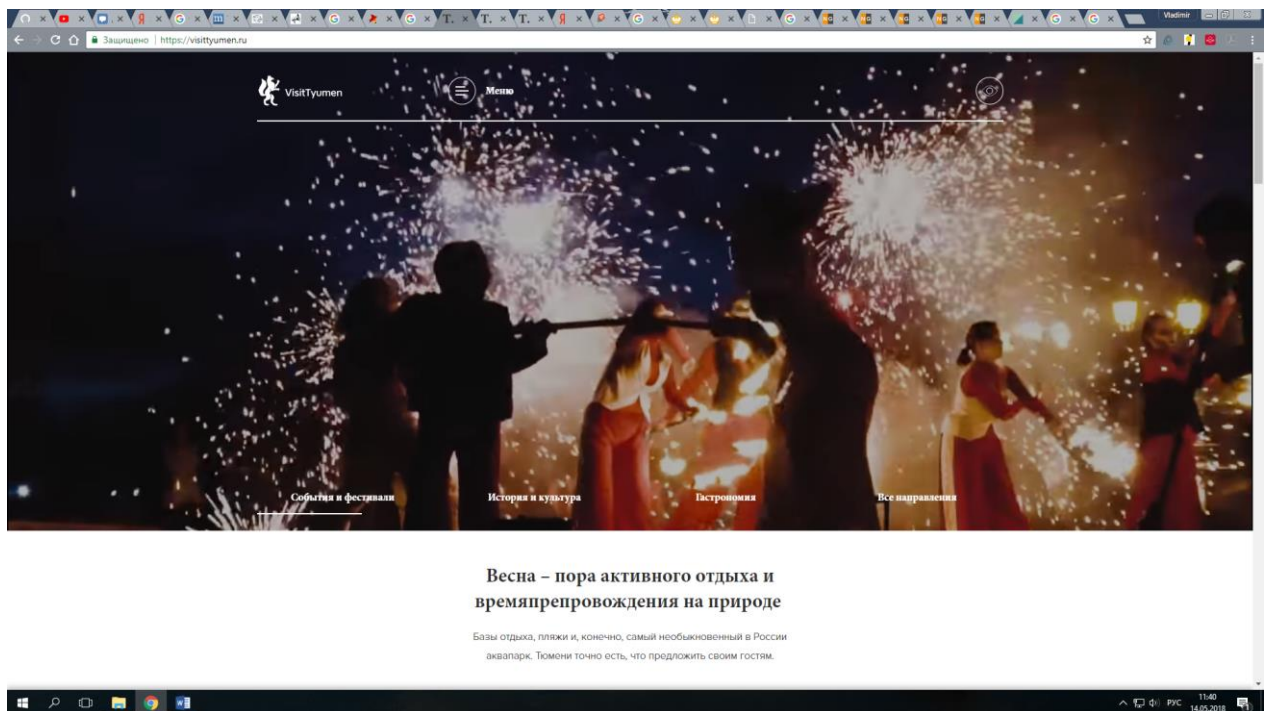 Vladimir
Защищено | https://visittyumen.ru
VisitTyumen
Меню
События и фестивали
История и культура
Гастрономия
Все направления
Весна – пора активного отдыха и
времяпрепровождения на природе
Базы отдыха, пляжи и, конечно, самый необыкновенный в России
аквапарк. Тюмени точно есть, что предложить своим гостям.
РУС
11:40
14.05.2018